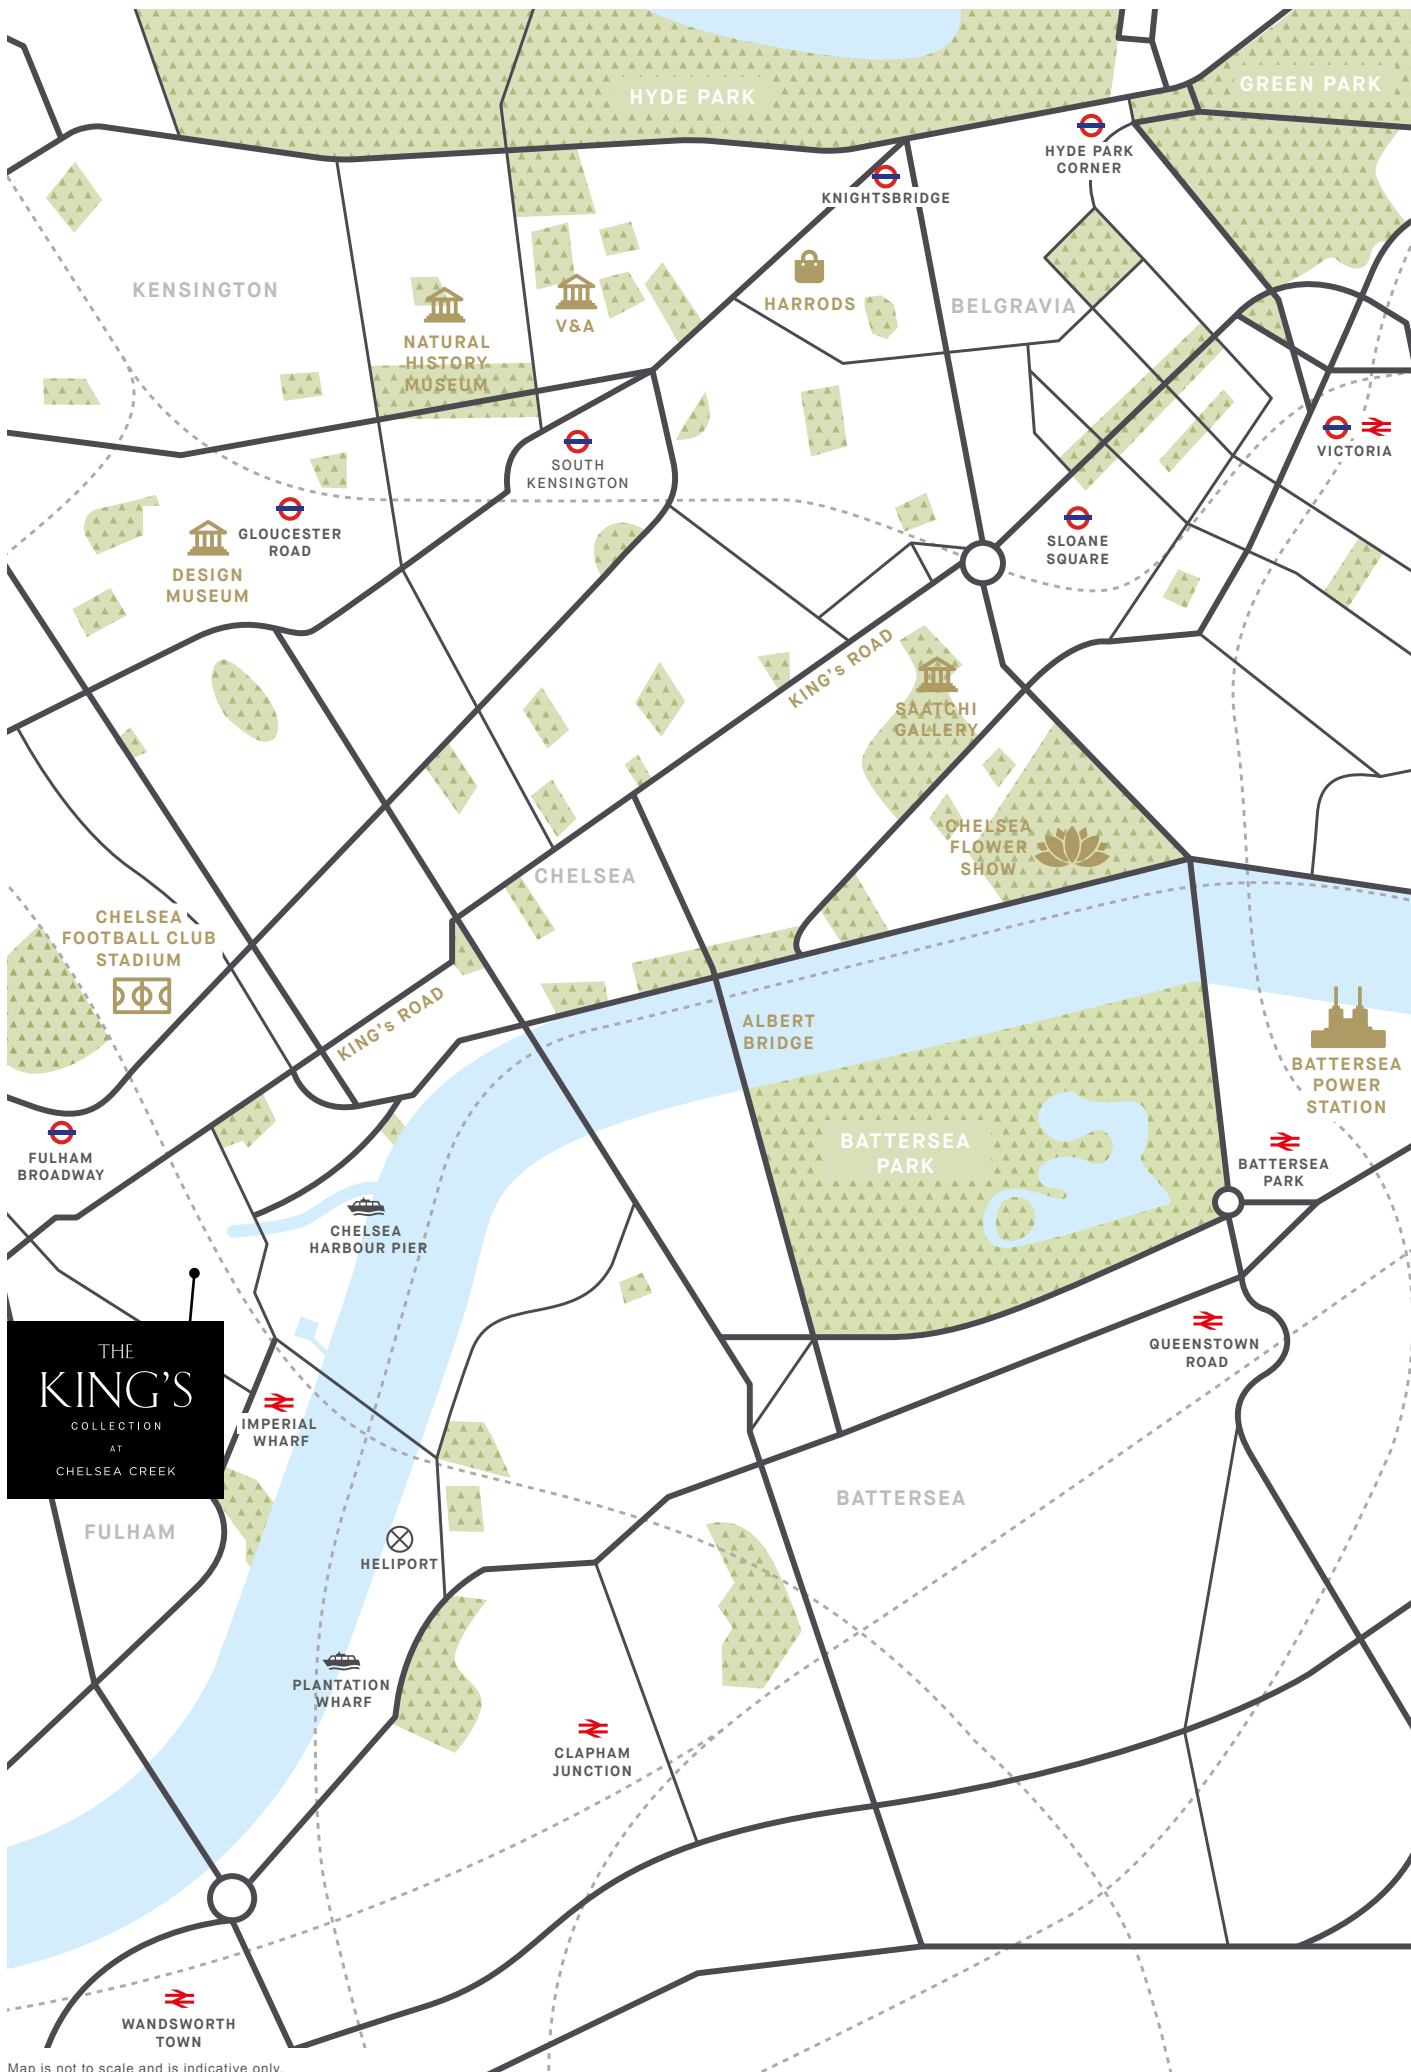 HYDE PARK
GREEN PARK
HYDE PARK
CORNER
KNIGHTSBRIDGE
KENSINGTON
HARRODS
BELGRAVIA
V&A
NATURAL
HISTORY
MUSEUM
VICTORIA
SOUTH
KENSINGTON
GLOUCESTER
ROAD
SLOANE
SQUARE
DESIGN
MUSEUM
KING's ROAD
SAATCHI
GALLERY
CHELSEA
FLOWER
SHOW
CHELSEA
CHELSEA
FOOTBALL CLUB
STADIUM
KING's ROAD
ALBERT
BRIDGE
BATTERSEA
POWER
STATION
FULHAM
BROADWAY
BATTERSEA
PARK
BATTERSEA
PARK
CHELSEA
HARBOUR PIER
THE
KING'S
COLLECTION
AT
CHELSEA CREEK
QUEENSTOWN
ROAD
IMPERIAL
WHARF
BATTERSEA
FULHAM
HELIPORT
PLANTATION
WHARF
CLAPHAM
JUNCTION
WANDSWORTH
TOWN
Map is not to scale and is indicative only.